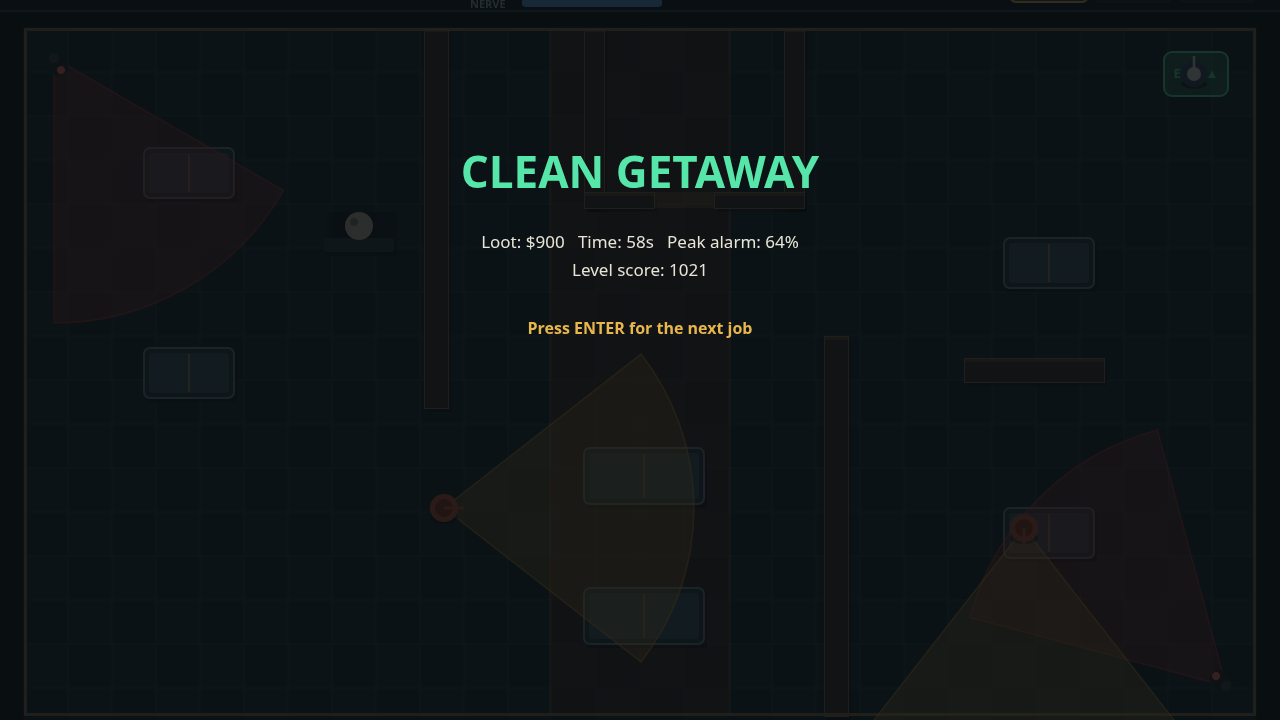 NERVE
E ▲
CLEAN GETAWAY
Loot: $900 Time: 58s Peak alarm: 64%
Level score: 1021
Press ENTER for the next job